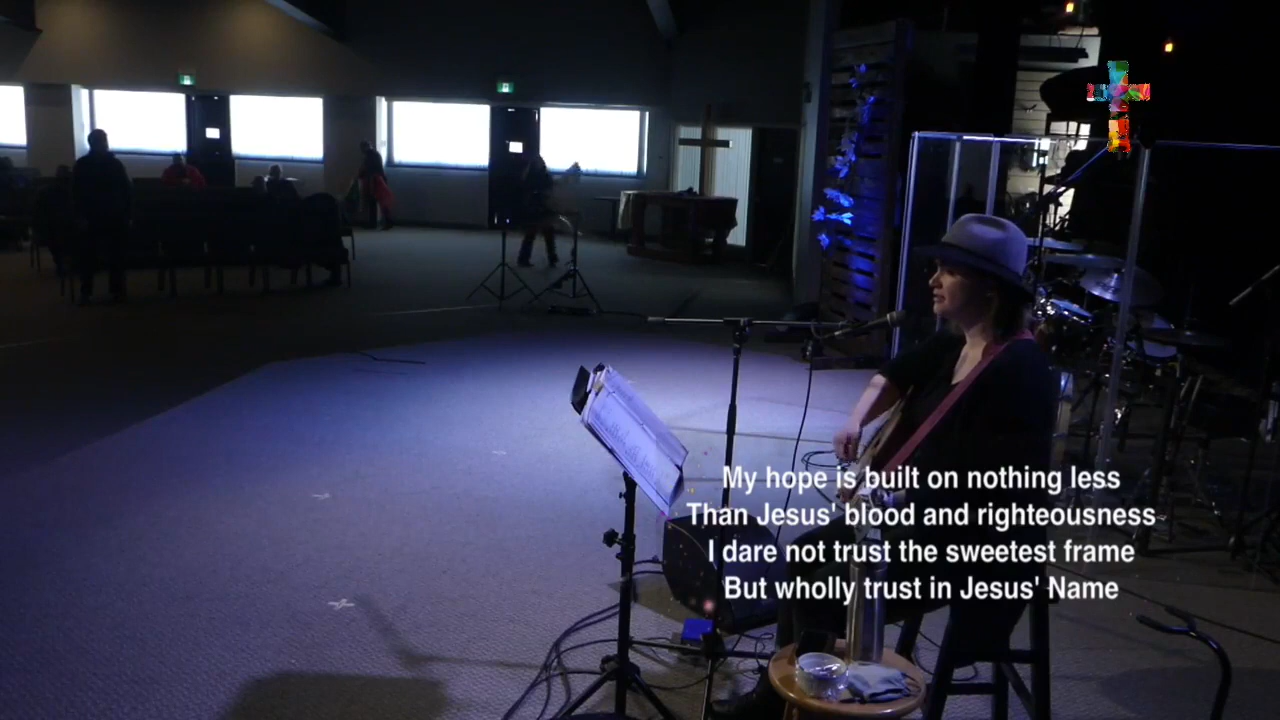 My hope is built on nothing less
Than Jesus' blood and righteousness
I dare not trust the sweetest frame
But wholly trust in Jesus' Name